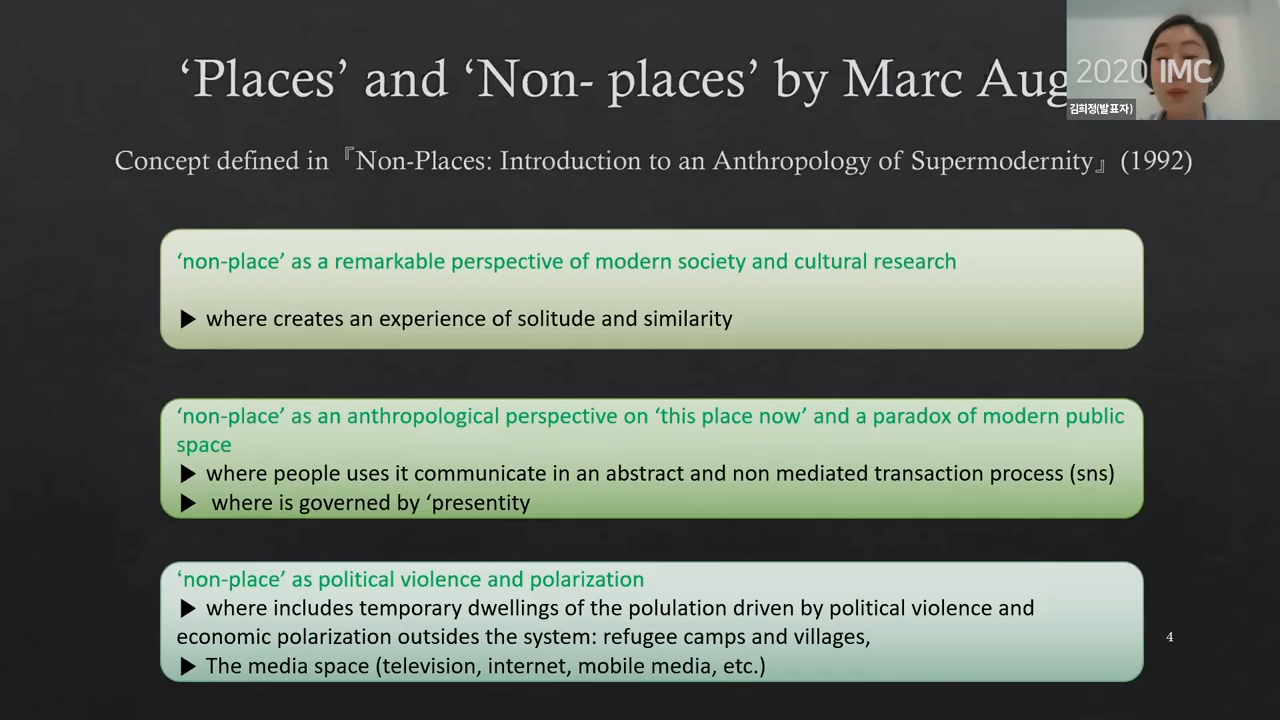 ‘Places’ and ‘Non- places’ by Marc Aug
2020 IMC
김희정(발표자)
Concept defined in『Non-Places: Introduction to an Anthropology of Supermodernity』(1992)
‘non-place’ as a remarkable perspective of modern society and cultural research
▶ where creates an experience of solitude and similarity
‘non-place’ as an anthropological perspective on ‘this place now’ and a paradox of modern public
space
▶ where people uses it communicate in an abstract and non mediated transaction process (sns)
▶ where is governed by ‘presentity
‘non-place’ as political violence and polarization
▶ where includes temporary dwellings of the polulation driven by political violence and
economic polarization outsides the system: refugee camps and villages,
▶ The media space (television, internet, mobile media, etc.)
4